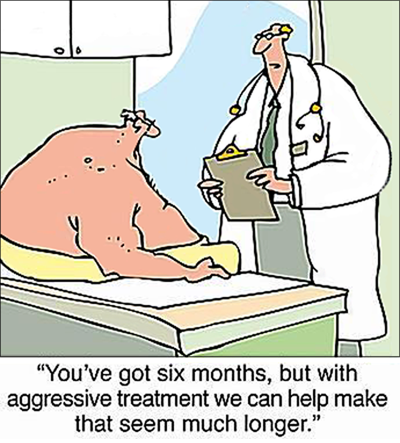 “You’ve got six months, but with
aggressive treatment we can help make
that seem much longer.”